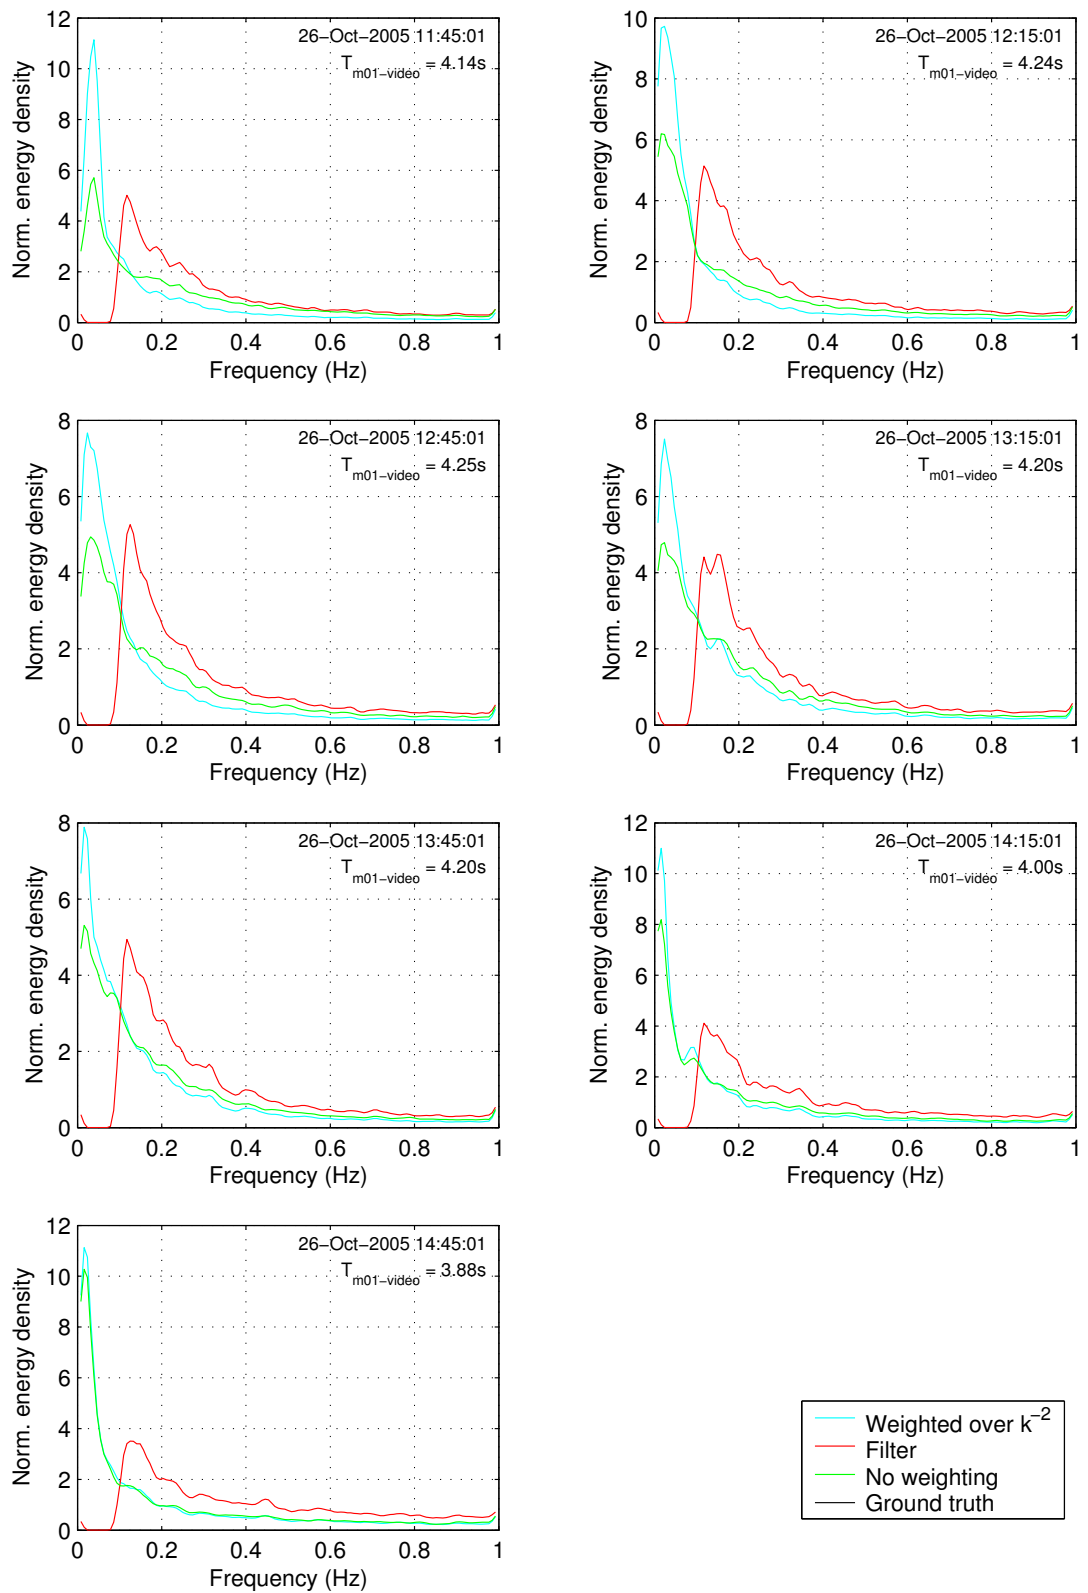 12
10
8
6
4
2
0
0 0.2 0.4 0.6 0.8 1
Frequency (Hz)
Norm. energy density
26−Oct−2005 11:45:01
Tm01−video = 4.14s
10
8
6
4
2
0
0 0.2 0.4 0.6 0.8 1
Frequency (Hz)
Norm. energy density
26−Oct−2005 12:15:01
Tm01−video = 4.24s
8
6
4
2
0
0 0.2 0.4 0.6 0.8 1
Frequency (Hz)
Norm. energy density
26−Oct−2005 12:45:01
Tm01−video = 4.25s
8
6
4
2
0
0 0.2 0.4 0.6 0.8 1
Frequency (Hz)
Norm. energy density
26−Oct−2005 13:15:01
Tm01−video = 4.20s
8
6
4
2
0
0 0.2 0.4 0.6 0.8 1
Frequency (Hz)
Norm. energy density
26−Oct−2005 13:45:01
Tm01−video = 4.20s
12
10
8
6
4
2
0
0 0.2 0.4 0.6 0.8 1
Frequency (Hz)
Norm. energy density
26−Oct−2005 14:15:01
Tm01−video = 4.00s
12
10
8
6
4
2
0
0 0.2 0.4 0.6 0.8 1
Frequency (Hz)
Norm. energy density
26−Oct−2005 14:45:01
Tm01−video = 3.88s
Weighted over k⁻²
Filter
No weighting
Ground truth